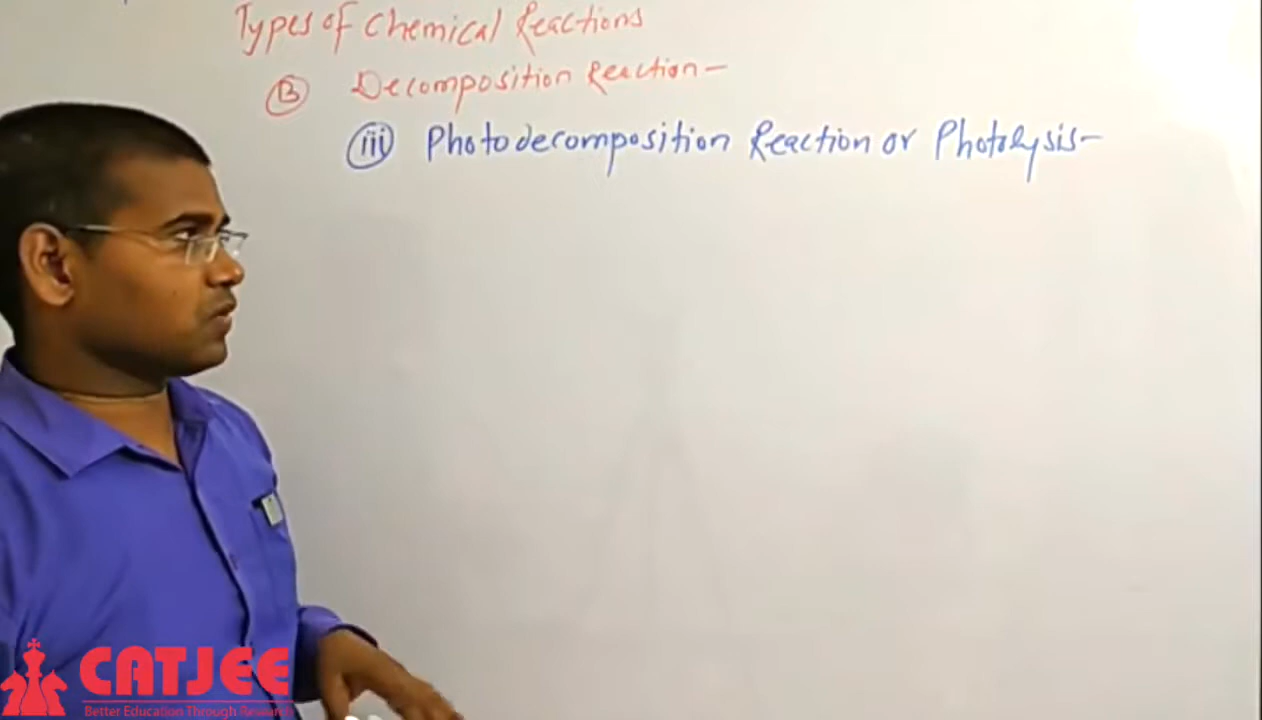 Types of Chemical Reactions
B Decomposition Reaction-
iii Photodecomposition Reaction or Photolysis-
CATJEE
Better Education Through Research